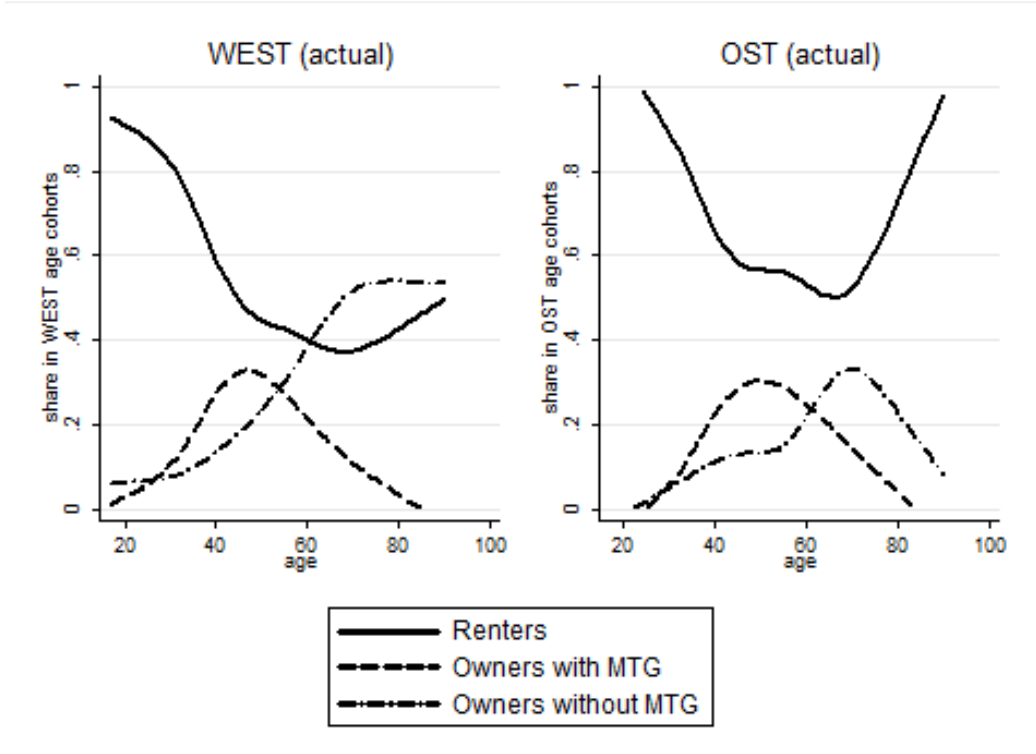 WEST (actual)
share in WEST age cohorts
1
.8
.6
.4
.2
0
20 40 60 80 100
age
OST (actual)
share in OST age cohorts
1
.8
.6
.4
.2
0
20 40 60 80 100
age
Renters
Owners with MTG
Owners without MTG